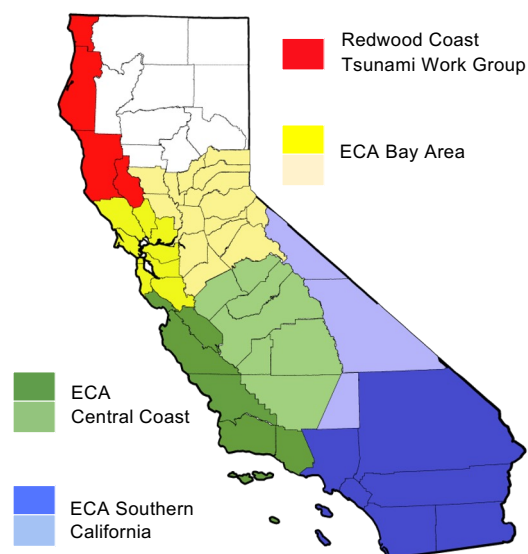 Redwood Coast
Tsunami Work Group
ECA Bay Area
ECA
Central Coast
ECA Southern
California